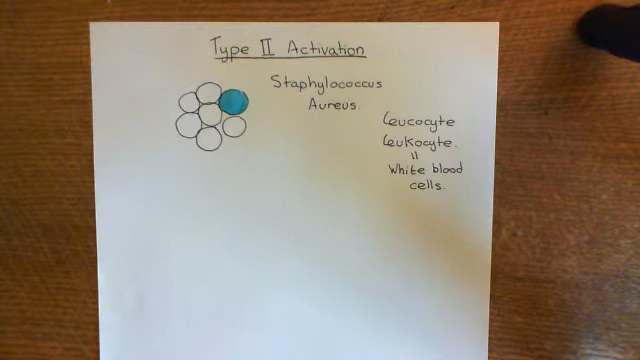 Type II Activation
Staphylococcus
Aureus.
Leucocyte
Leukocyte.
=
White blood
cells.